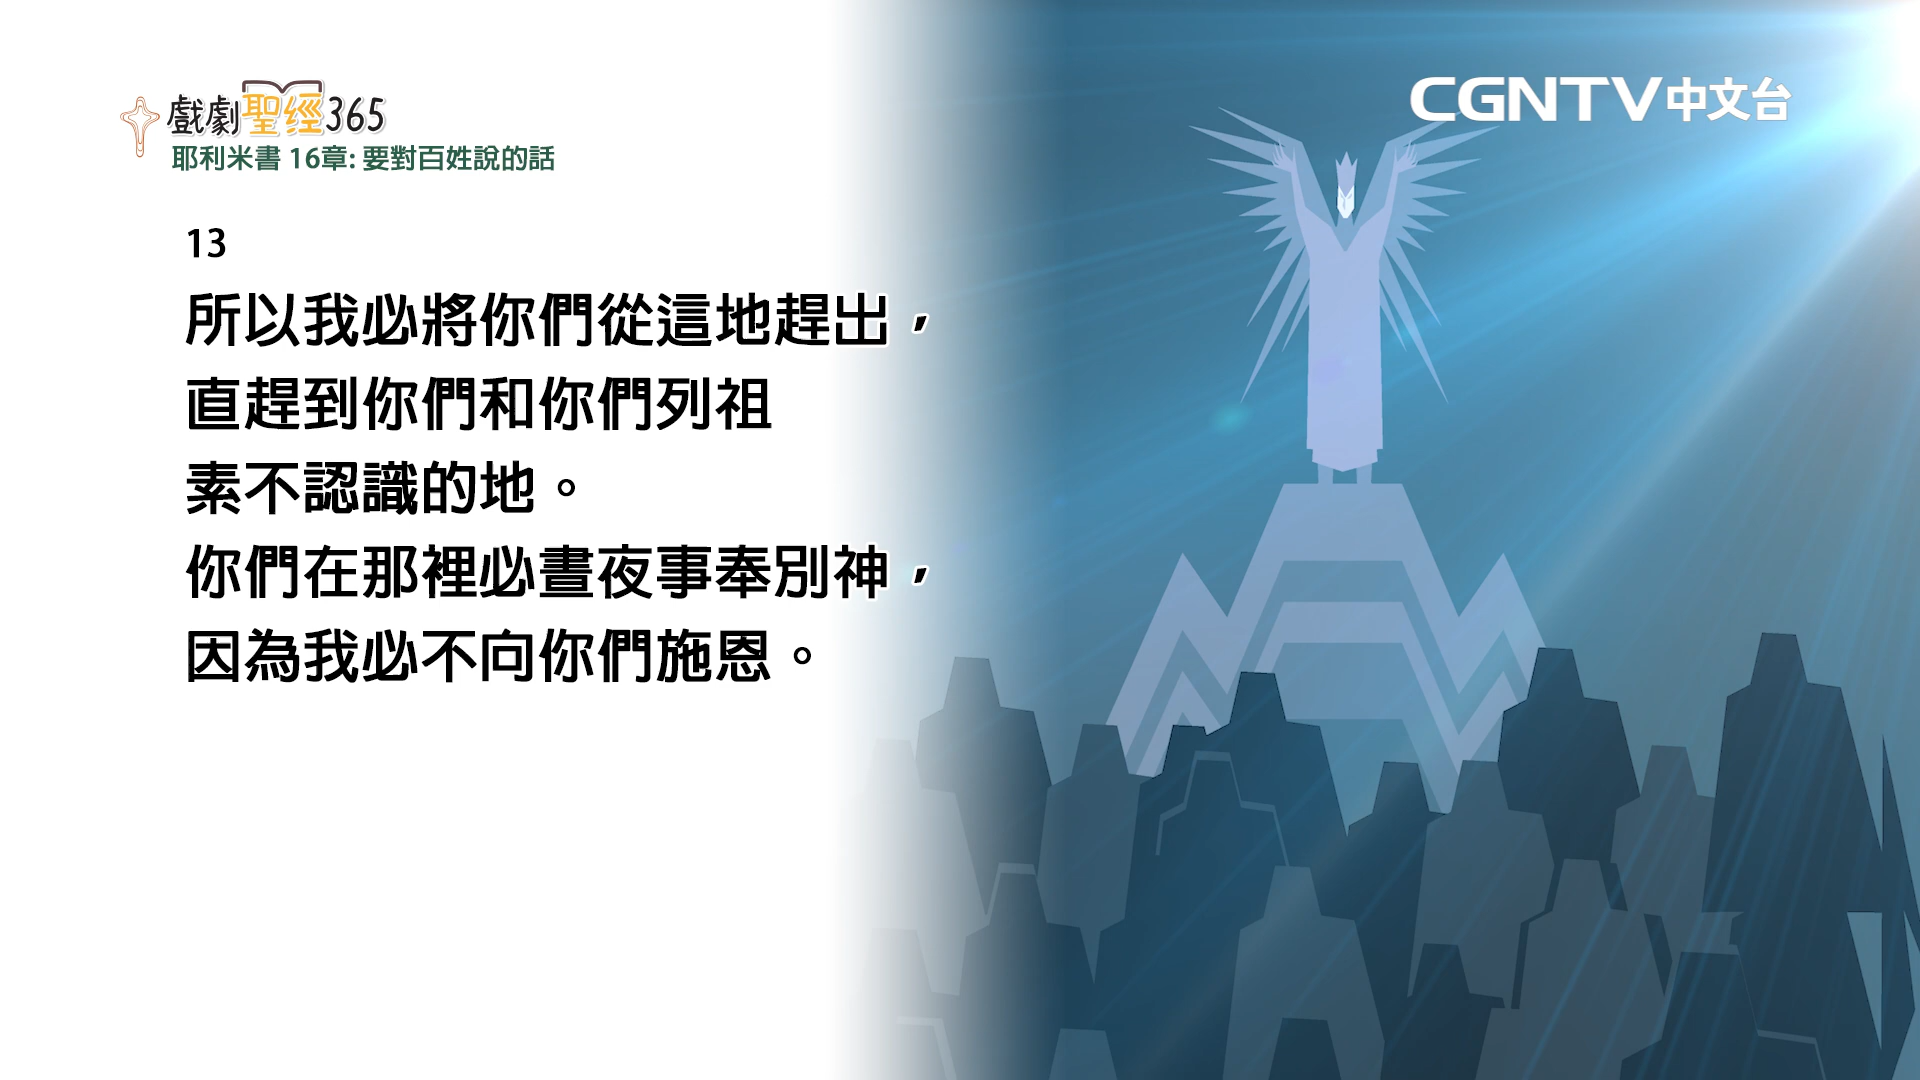 戲劇聖經365
耶利米書 16章: 要對百姓說的話
CGNTV中文台
13
所以我必將你們從這地趕出，
直趕到你們和你們列祖
素不認識的地。
你們在那裡必晝夜事奉別神，
因為我必不向你們施恩。